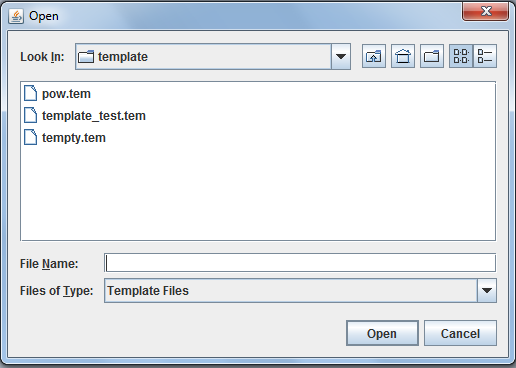 Open
Look In: template
pow.tem
template_test.tem
tempty.tem
File Name:
Files of Type: Template Files
Open Cancel